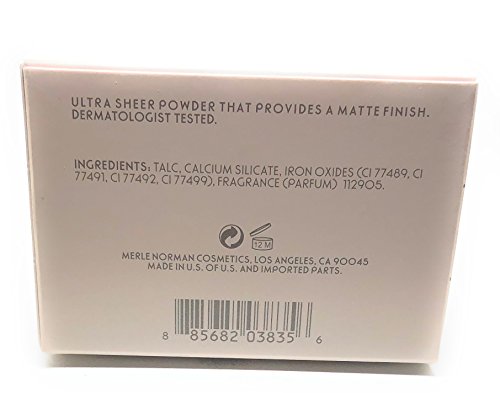 ULTRA SHEER POWDER THAT PROVIDES A MATTE FINISH.
DERMATOLOGIST TESTED.
INGREDIENTS: TALC, CALCIUM SILICATE, IRON OXIDES (CI 77489, CI
77491, CI 77492, CI 77499), FRAGRANCE (PARFUM) 112905.
12 M
MERLE NORMAN COSMETICS, LOS ANGELES, CA 90045
MADE IN U.S. OF U.S. AND IMPORTED PARTS.
8 85682 03835 6